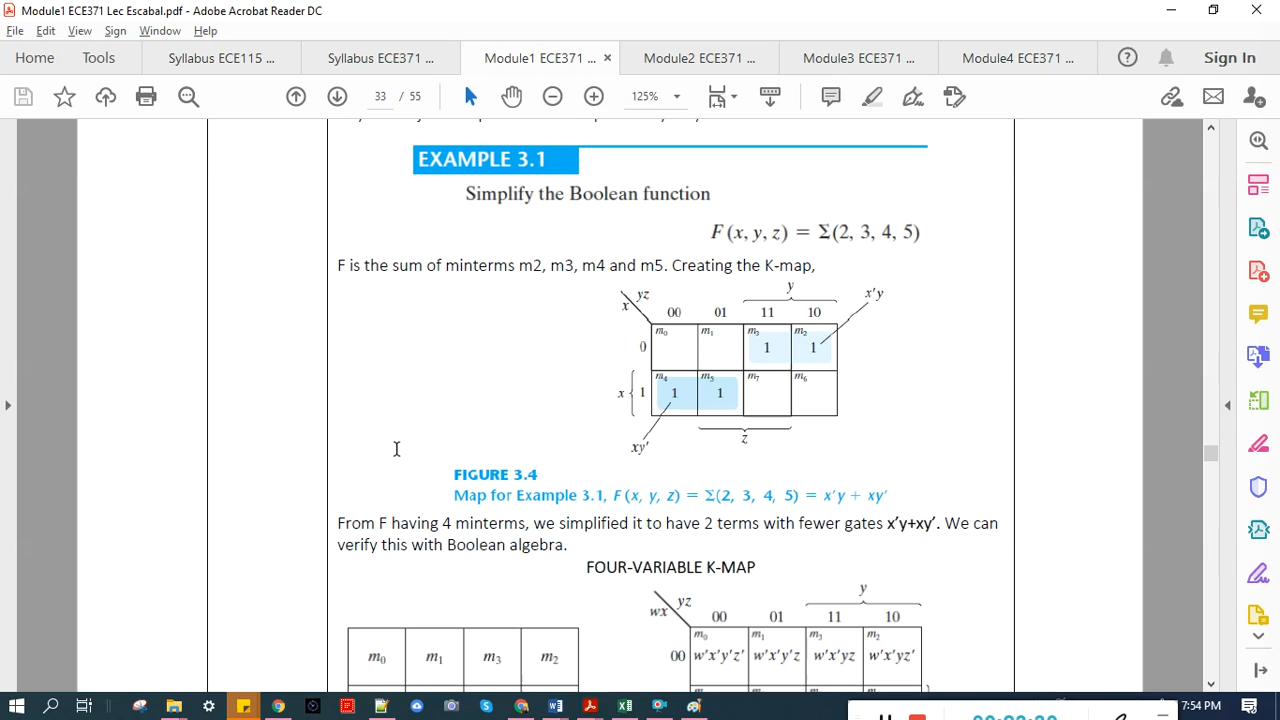 Module1 ECE371 Lec Escabal.pdf - Adobe Acrobat Reader DC
File Edit View Sign Window Help
Home Tools Syllabus ECE115 ... Syllabus ECE371 ... Module1 ECE371 ... × Module2 ECE371 ... Module3 ECE371 ... Module4 ECE371 ... Sign In
33 / 55 125%
EXAMPLE 3.1
Simplify the Boolean function
F (x, y, z) = Σ(2, 3, 4, 5)
F is the sum of minterms m2, m3, m4 and m5. Creating the K-map,
y
yz x'y
x
00 01 11 10
m0 m1 m3 m2
0 1 1
m4 m5 m7 m6
x 1 1 1
z
xy'
FIGURE 3.4
Map for Example 3.1, F (x, y, z) = Σ(2, 3, 4, 5) = x'y + xy'
From F having 4 minterms, we simplified it to have 2 terms with fewer gates x'y+xy'. We can
verify this with Boolean algebra.
FOUR-VARIABLE K-MAP
y
yz
wx
00 01 11 10
m0 m1 m3 m2
m0 m1 m3 m2
00 w'x'y'z' w'x'y'z w'x'yz w'x'yz'
7:54 PM